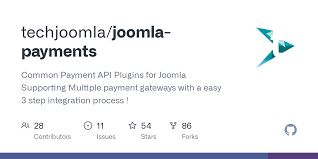 techjoomla/joomla-
payments
Common Payment API Plugins for Joomla
Supporting Multiple payment gateways with a easy
3 step integration process !
28
Contributors
11
Issues
54
Stars
86
Forks